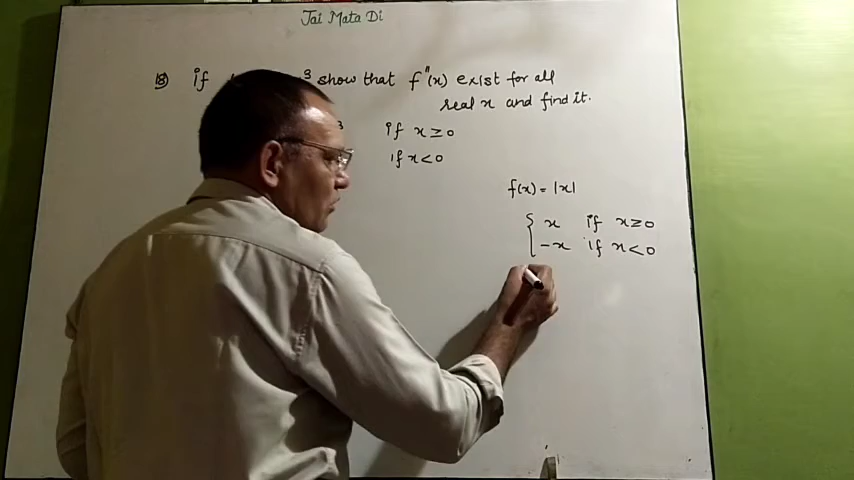 Jai Mata Di
18) if 3 show that f"(x) exist for all
real x and find it.
3 if x ≥ 0
if x < 0
f(x) = |x|
{ x if x ≥ 0
-x if x < 0